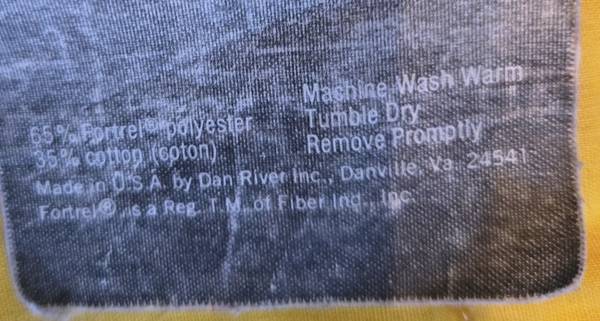 65% Fortrel® polyester
35% cotton (coton)
Machine Wash Warm
Tumble Dry
Remove Promptly
Made in U.S.A. by Dan River Inc., Danville, Va. 24541
Fortrel® is a Reg. T.M. of Fiber Ind., Inc.